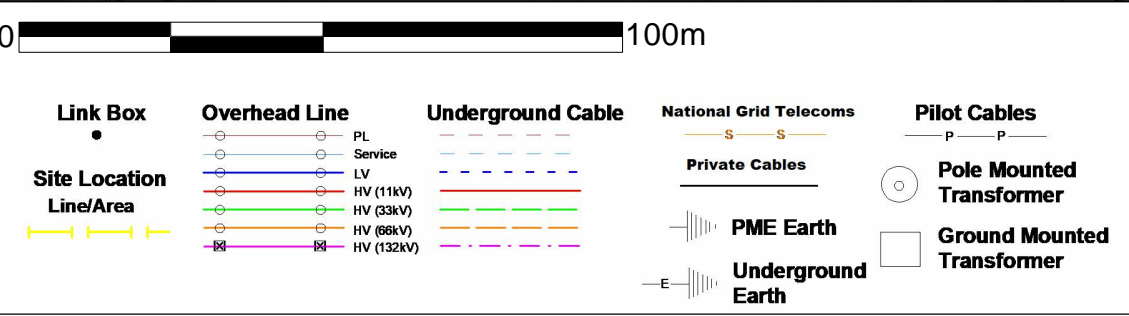 0 100m
Link Box
Site Location
Line/Area
Overhead Line
PL
Service
LV
HV (11kV)
HV (33kV)
HV (66kV)
HV (132kV)
Underground Cable
National Grid Telecoms
S S
Private Cables
PME Earth
E
Underground
Earth
Pilot Cables
P P
Pole Mounted
Transformer
Ground Mounted
Transformer